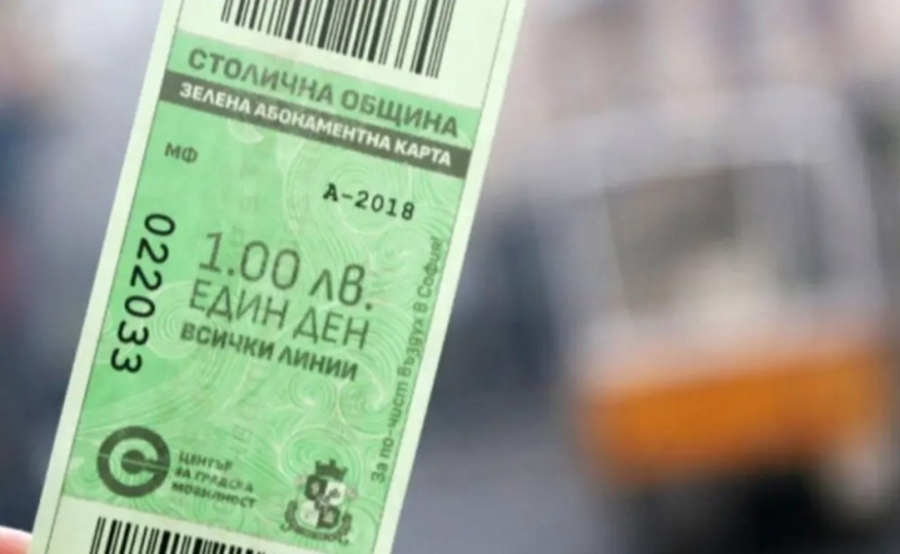 СТОЛИЧНА ОБЩИНА
ЗЕЛЕНА АБОНАМЕНТНА КАРТА
МФ
А-2018
022033
1.00 лв.
ЕДИН ДЕН
ВСИЧКИ ЛИНИИ
За по-чист въздух в София!
ЦЕНТЪР
ЗА ГРАДСКА
МОБИЛНОСТ